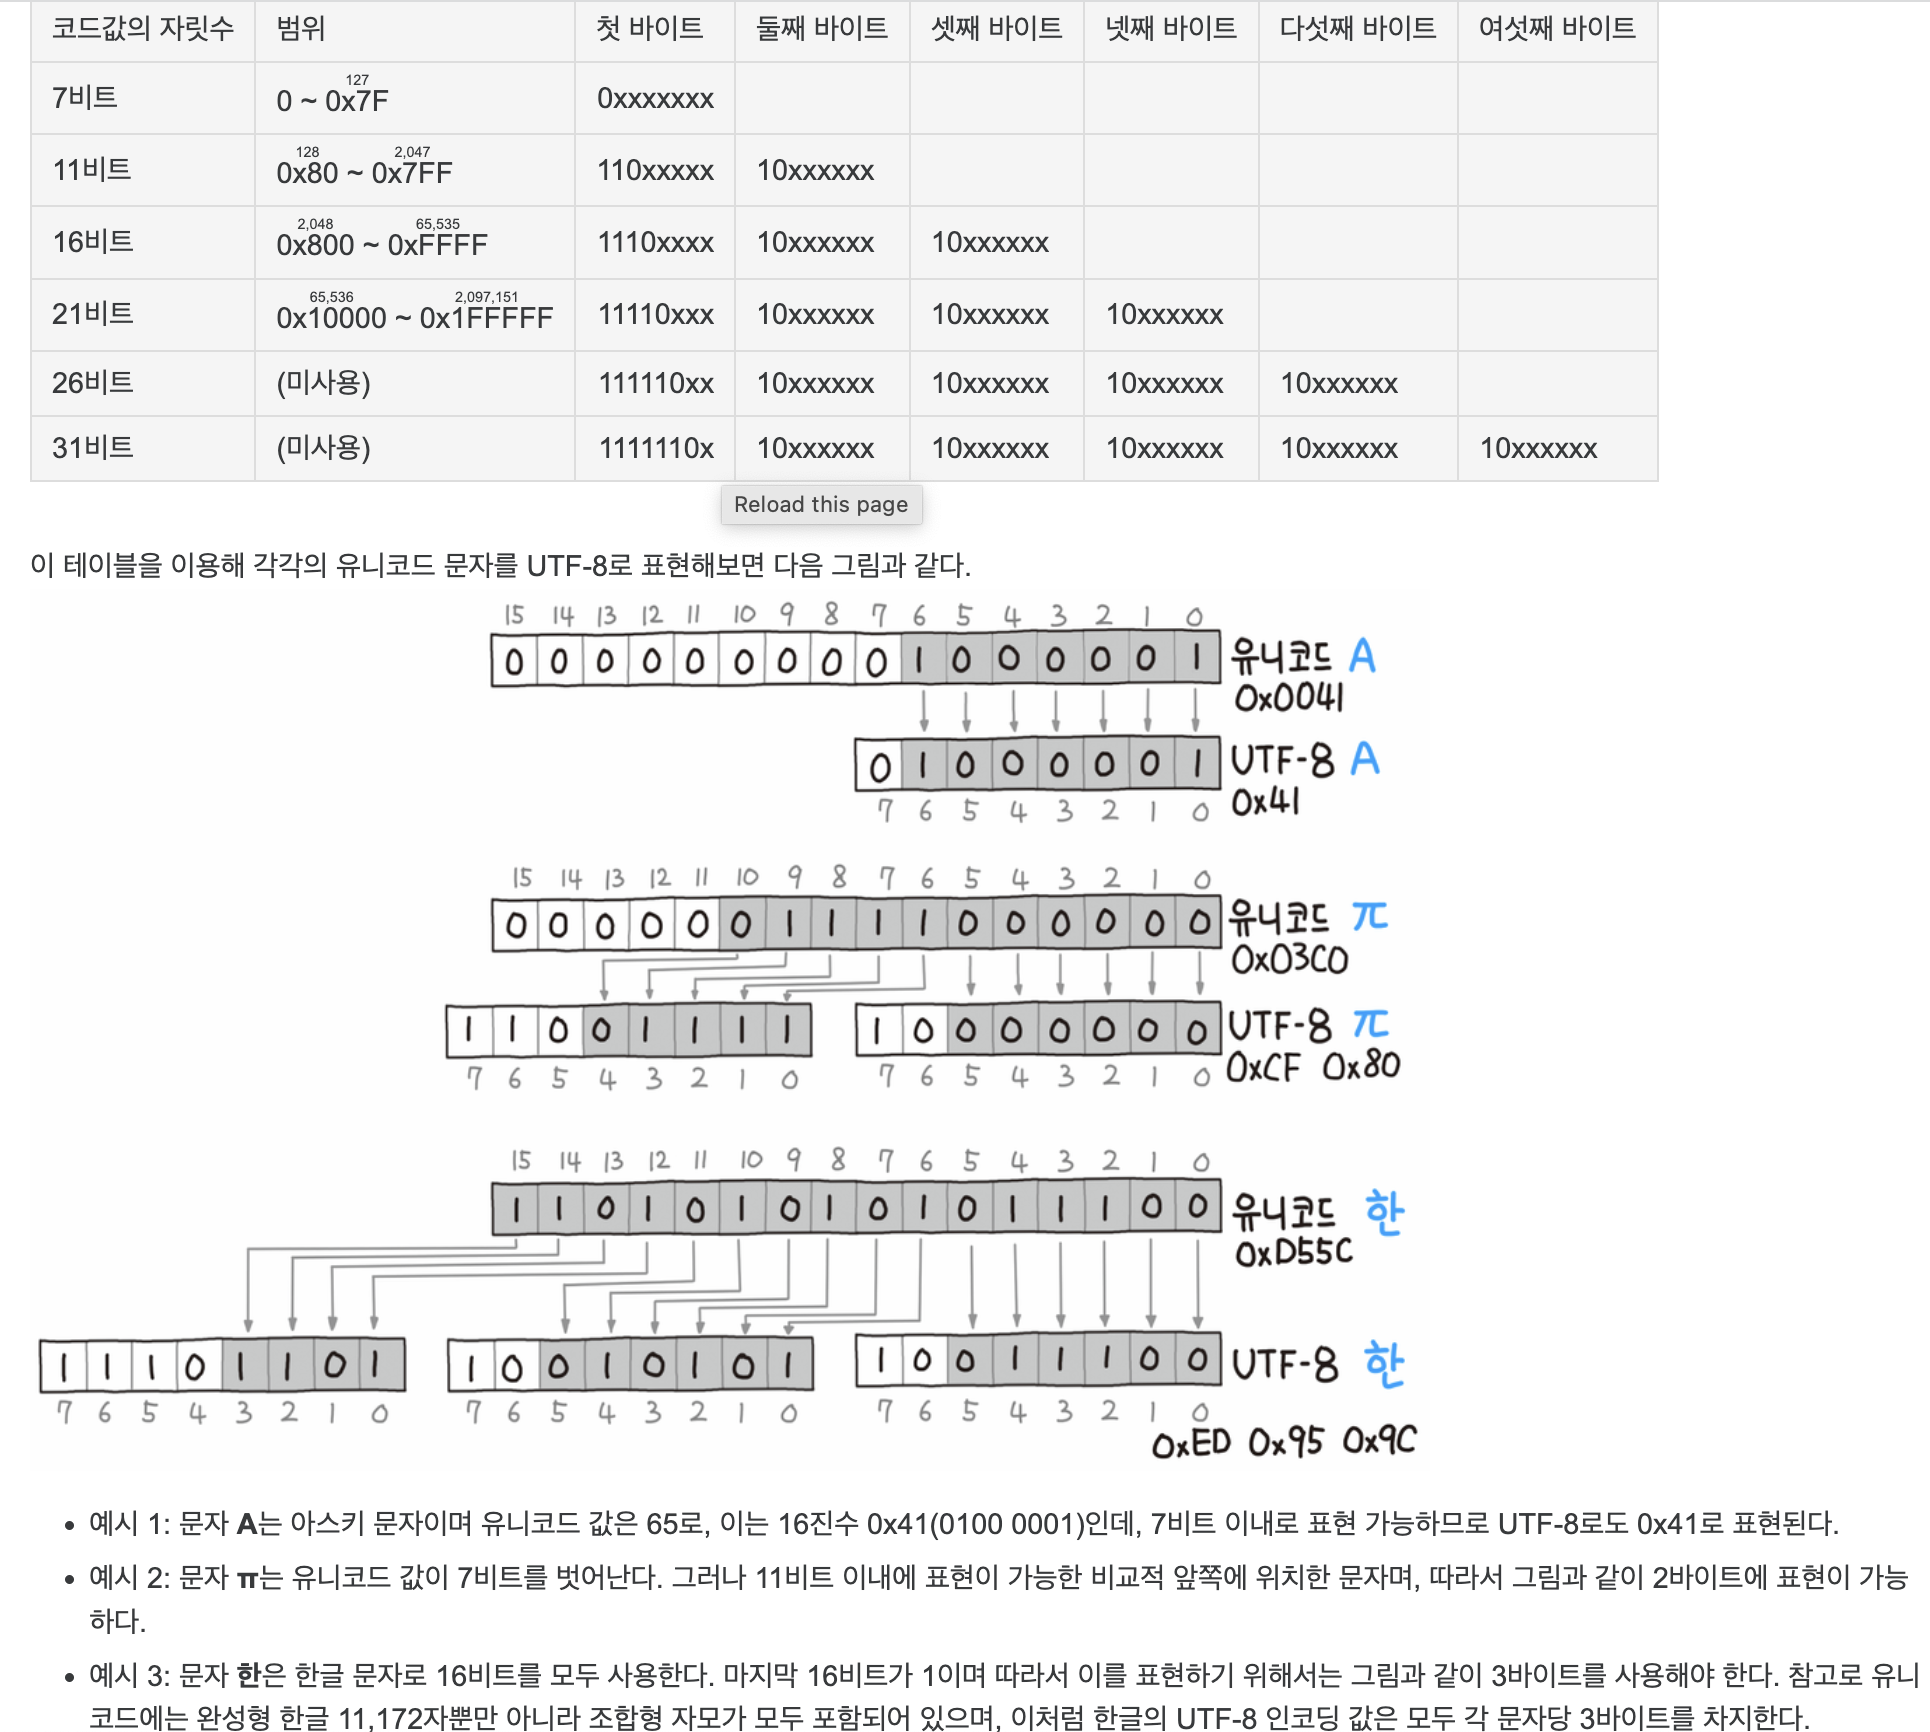 코드값의 자릿수 범위 첫 바이트 둘째 바이트 셋째 바이트 넷째 바이트 다섯째 바이트 여섯째 바이트
127
7비트 0 ~ 0x7F 0xxxxxxx
128 2,047
11비트 0x80 ~ 0x7FF 110xxxxx 10xxxxxx
2,048 65,535
16비트 0x800 ~ 0xFFFF 1110xxxx 10xxxxxx 10xxxxxx
65,536 2,097,151
21비트 0x10000 ~ 0x1FFFFF 11110xxx 10xxxxxx 10xxxxxx 10xxxxxx
26비트 (미사용) 111110xx 10xxxxxx 10xxxxxx 10xxxxxx 10xxxxxx
31비트 (미사용) 1111110x 10xxxxxx 10xxxxxx 10xxxxxx 10xxxxxx 10xxxxxx
Reload this page
이 테이블을 이용해 각각의 유니코드 문자를 UTF-8로 표현해보면 다음 그림과 같다.
15 14 13 12 11 10 9 8 7 6 5 4 3 2 1 0
0 0 0 0 0 0 0 0 0 1 0 0 0 0 0 1 유니코드 A
0x0041
0 1 0 0 0 0 0 1 UTF-8 A
7 6 5 4 3 2 1 0 0x41
15 14 13 12 11 10 9 8 7 6 5 4 3 2 1 0
0 0 0 0 0 0 1 1 1 1 0 0 0 0 0 0 유니코드 π
0x03C0
1 1 0 0 1 1 1 1 1 0 0 0 0 0 0 0 UTF-8 π
7 6 5 4 3 2 1 0 7 6 5 4 3 2 1 0 0xCF 0x80
15 14 13 12 11 10 9 8 7 6 5 4 3 2 1 0
1 1 0 1 0 1 0 1 0 1 0 1 1 1 0 0 유니코드 한
0xD55C
1 1 1 0 1 1 0 1 1 0 0 1 0 1 0 1 1 0 0 1 1 1 0 0 UTF-8 한
7 6 5 4 3 2 1 0 7 6 5 4 3 2 1 0 7 6 5 4 3 2 1 0
0xED 0x95 0x9C
• 예시 1: 문자 A는 아스키 문자이며 유니코드 값은 65로, 이는 16진수 0x41(0100 0001)인데, 7비트 이내로 표현 가능하므로 UTF-8로도 0x41로 표현된다.
• 예시 2: 문자 π는 유니코드 값이 7비트를 벗어난다. 그러나 11비트 이내에 표현이 가능한 비교적 앞쪽에 위치한 문자며, 따라서 그림과 같이 2바이트에 표현이 가능
하다.
• 예시 3: 문자 한은 한글 문자로 16비트를 모두 사용한다. 마지막 16비트가 1이며 따라서 이를 표현하기 위해서는 그림과 같이 3바이트를 사용해야 한다. 참고로 유니
코드에는 완성형 한글 11,172자뿐만 아니라 조합형 자모가 모두 포함되어 있으며, 이처럼 한글의 UTF-8 인코딩 값은 모두 각 문자당 3바이트를 차지한다.